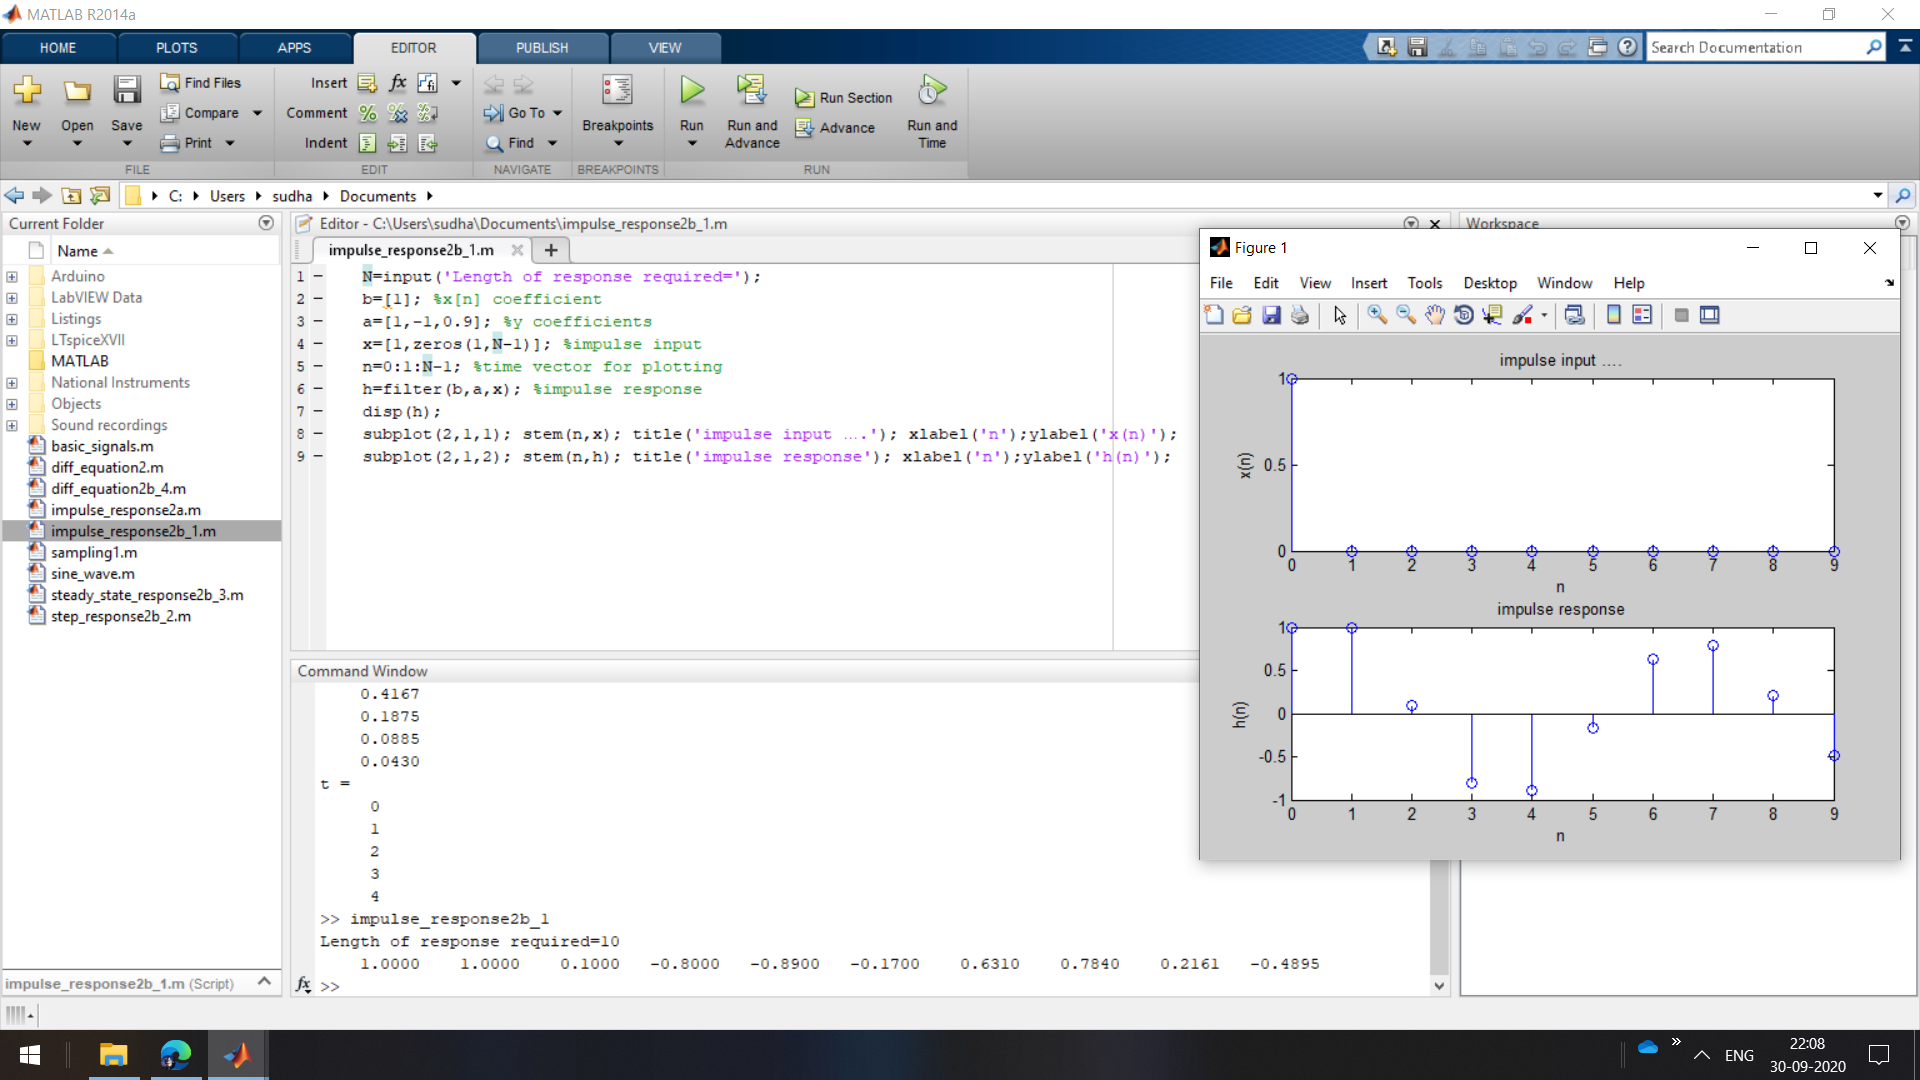 MATLAB R2014a
HOME PLOTS APPS EDITOR PUBLISH VIEW
Search Documentation
New
Open
Save
Find Files
Compare
Print
FILE
Insert fx
Comment
Indent
EDIT
Go To
Find
NAVIGATE
Breakpoints
BREAKPOINTS
Run
Run and
Advance
Run Section
Advance
Run and
Time
RUN
C: Users sudha Documents
Current Folder
Name
Arduino
LabVIEW Data
Listings
LTspiceXVII
MATLAB
National Instruments
Objects
Sound recordings
basic_signals.m
diff_equation2.m
diff_equation2b_4.m
impulse_response2a.m
impulse_response2b_1.m
sampling1.m
sine_wave.m
steady_state_response2b_3.m
step_response2b_2.m
impulse_response2b_1.m (Script)
Editor - C:\Users\sudha\Documents\impulse_response2b_1.m
impulse_response2b_1.m
1 – N=input('Length of response required=');
2 – b=[1]; %x[n] coefficient
3 – a=[1,-1,0.9]; %y coefficients
4 – x=[1,zeros(1,N-1)]; %impulse input
5 – n=0:1:N-1; %time vector for plotting
6 – h=filter(b,a,x); %impulse response
7 – disp(h);
8 – subplot(2,1,1); stem(n,x); title('impulse input ….'); xlabel('n');ylabel('x(n)');
9 – subplot(2,1,2); stem(n,h); title('impulse response'); xlabel('n');ylabel('h(n)');
Command Window
0.4167
0.1875
0.0885
0.0430
t =
0
1
2
3
4
>> impulse_response2b_1
Length of response required=10
1.0000 1.0000 0.1000 -0.8000 -0.8900 -0.1700 0.6310 0.7840 0.2161 -0.4895
fx >>
Workspace
Figure 1
File Edit View Insert Tools Desktop Window Help
impulse input ....
1
0.5
0
x(n)
0 1 2 3 4 5 6 7 8 9
n
impulse response
1
0.5
0
-0.5
-1
h(n)
0 1 2 3 4 5 6 7 8 9
n
ENG
22:08
30-09-2020